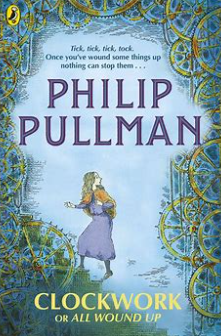 Tick, tick, tick, tock.
Once you've wound some things up
nothing can stop them . . .
PHILIP
PULLMAN
CLOCKWORK
OR ALL WOUND UP